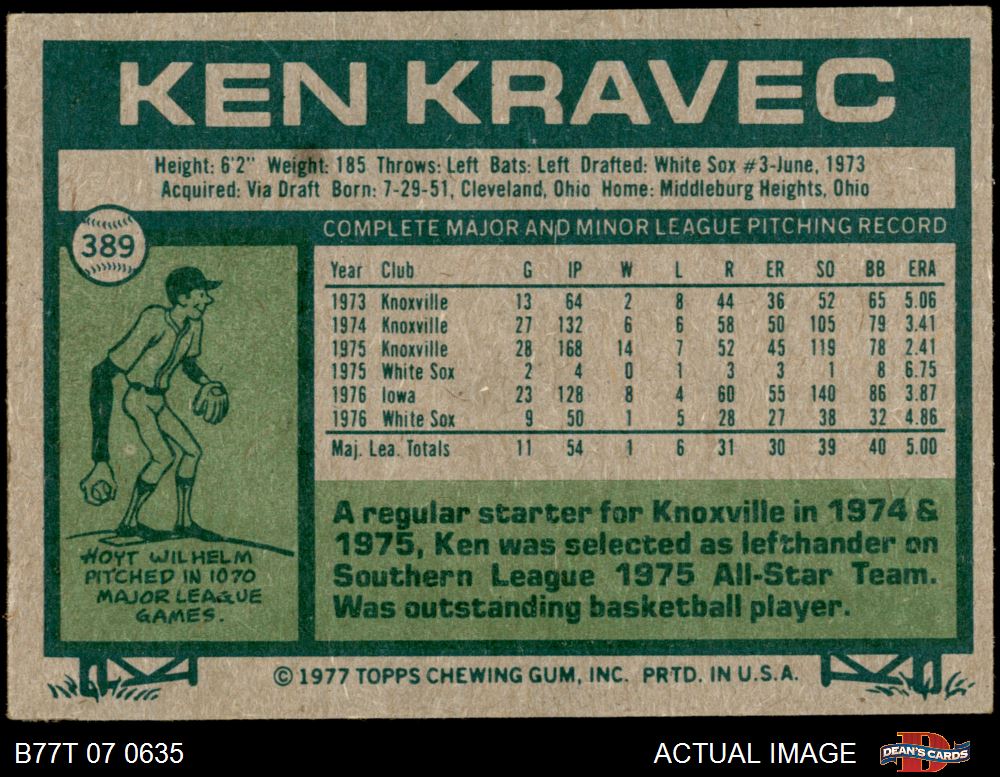 KEN KRAVEC
Height: 6'2" Weight: 185 Throws: Left Bats: Left Drafted: White Sox #3-June, 1973
Acquired: Via Draft Born: 7-29-51, Cleveland, Ohio Home: Middleburg Heights, Ohio
389
COMPLETE MAJOR AND MINOR LEAGUE PITCHING RECORD
Year Club G IP W L R ER SO BB ERA
1973 Knoxville 13 64 2 8 44 36 52 65 5.06
1974 Knoxville 27 132 6 6 58 50 105 79 3.41
1975 Knoxville 28 168 14 7 52 45 119 78 2.41
1975 White Sox 2 4 0 1 3 3 1 8 6.75
1976 Iowa 23 128 8 4 60 55 140 86 3.87
1976 White Sox 9 50 1 5 28 27 38 32 4.86
Maj. Lea. Totals 11 54 1 6 31 30 39 40 5.00
HOYT WILHELM
PITCHED IN 1070
MAJOR LEAGUE
GAMES.
A regular starter for Knoxville in 1974 &
1975, Ken was selected as lefthander on
Southern League 1975 All-Star Team.
Was outstanding basketball player.
© 1977 TOPPS CHEWING GUM, INC. PRTD. IN U.S.A.
B77T 07 0635
ACTUAL IMAGE
DEAN'S CARDS